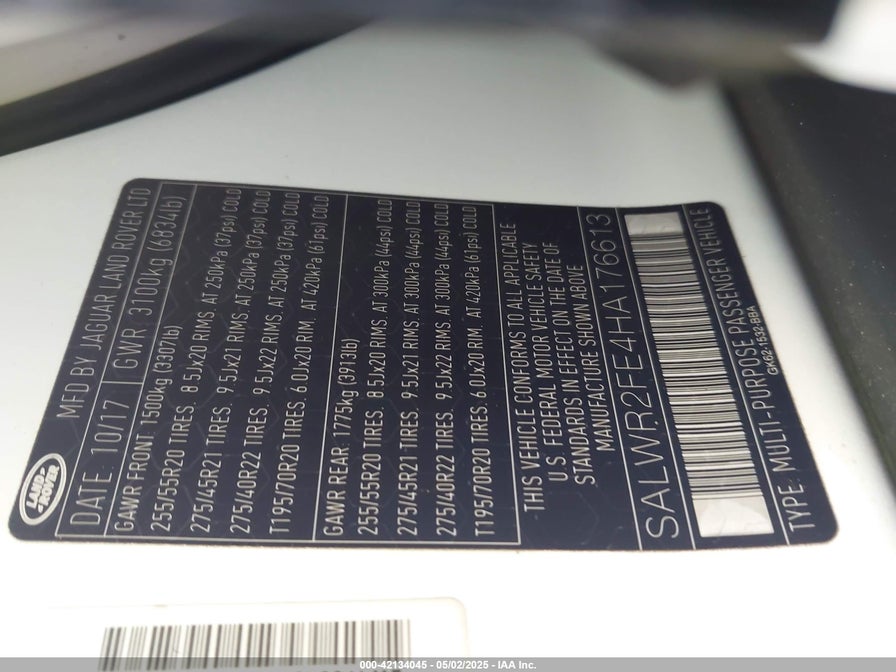 LAND-
-ROVER
MFD BY JAGUAR LAND ROVER LTD
DATE 10/17 GWR 3100kg (6834lb)
GAWR FRONT 1500kg (3307lb)
255/55R20 TIRES. 8 5Jx20 RIMS. AT 250kPa (37psi) COLD
275/45R21 TIRES. 9 5Jx21 RIMS. AT 250kPa (37psi) COLD
275/40R22 TIRES. 9 5Jx22 RIMS. AT 250kPa (37psi) COLD
T195/70R20 TIRES. 6 0Jx20 RIM. AT 420kPa (61psi) COLD
GAWR REAR 1775kg (3913lb)
255/55R20 TIRES. 8 5Jx20 RIMS. AT 300kPa (44psi) COLD
275/45R21 TIRES. 9 5Jx21 RIMS. AT 300kPa (44psi) COLD
275/40R22 TIRES. 9 5Jx22 RIMS. AT 300kPa (44psi) COLD
T195/70R20 TIRES. 6 0Jx20 RIM. AT 420kPa (61psi) COLD
THIS VEHICLE CONFORMS TO ALL APPLICABLE
U.S. FEDERAL MOTOR VEHICLE SAFETY
STANDARDS IN EFFECT ON THE DATE OF
MANUFACTURE SHOWN ABOVE
SALWR2FE4HA176613
TYPE MULTI-PURPOSE PASSENGER VEHICLE
GK62-1532-BBA
000-42134045 - 05/02/2025 - IAA Inc.